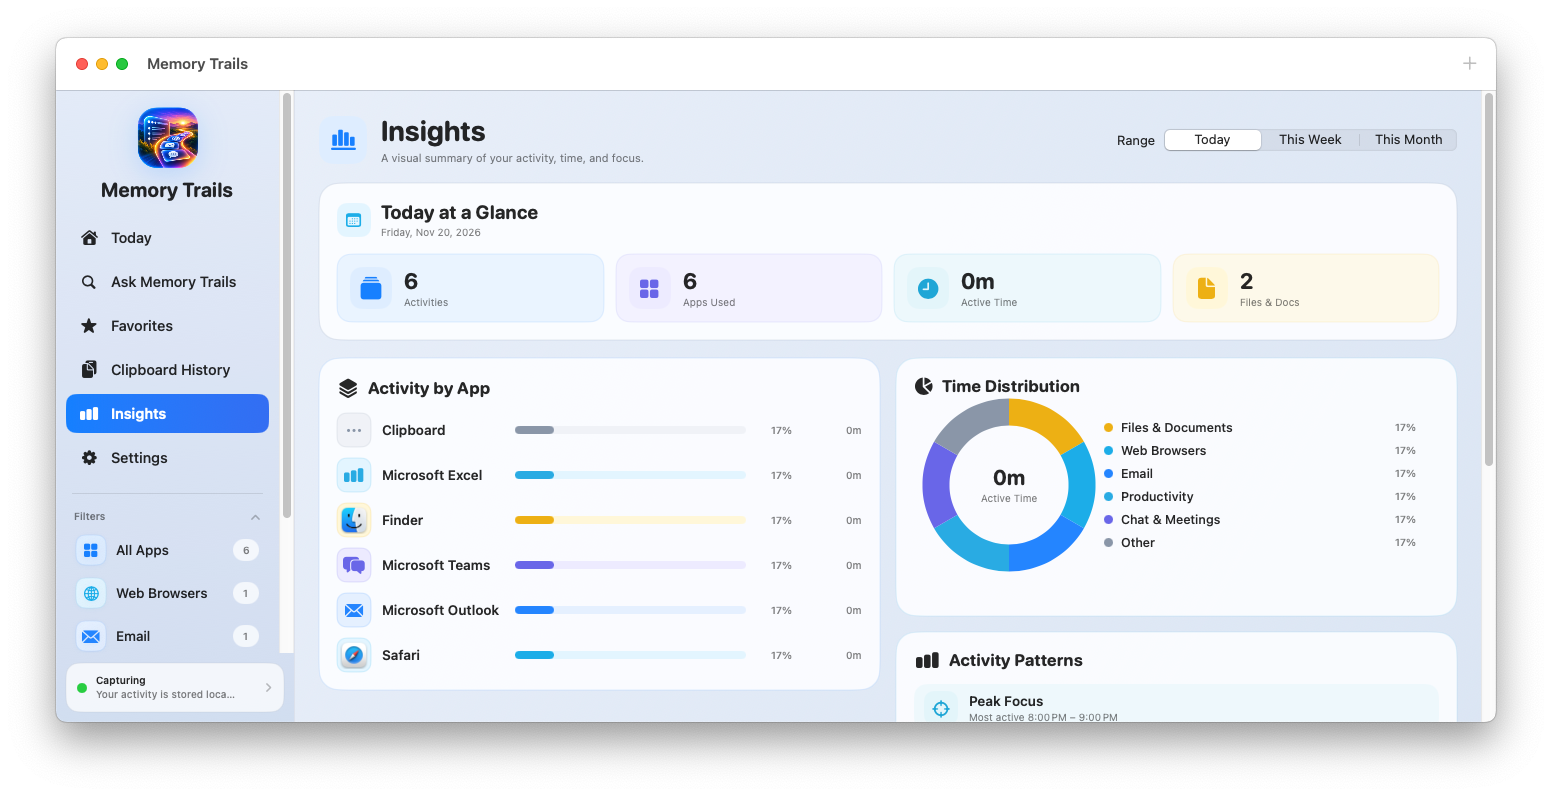 Memory Trails
Memory Trails
Today
Ask Memory Trails
Favorites
Clipboard History
Insights
Settings
Filters
All Apps 6
Web Browsers 1
Email 1
Capturing
Your activity is stored loca...
Insights
A visual summary of your activity, time, and focus.
Range Today This Week This Month
Today at a Glance
Friday, Nov 20, 2026
6
Activities
6
Apps Used
0m
Active Time
2
Files & Docs
Activity by App
Clipboard 17% 0m
Microsoft Excel 17% 0m
Finder 17% 0m
Microsoft Teams 17% 0m
Microsoft Outlook 17% 0m
Safari 17% 0m
Time Distribution
0m
Active Time
Files & Documents 17%
Web Browsers 17%
Email 17%
Productivity 17%
Chat & Meetings 17%
Other 17%
Activity Patterns
Peak Focus
Most active 8:00 PM – 9:00 PM